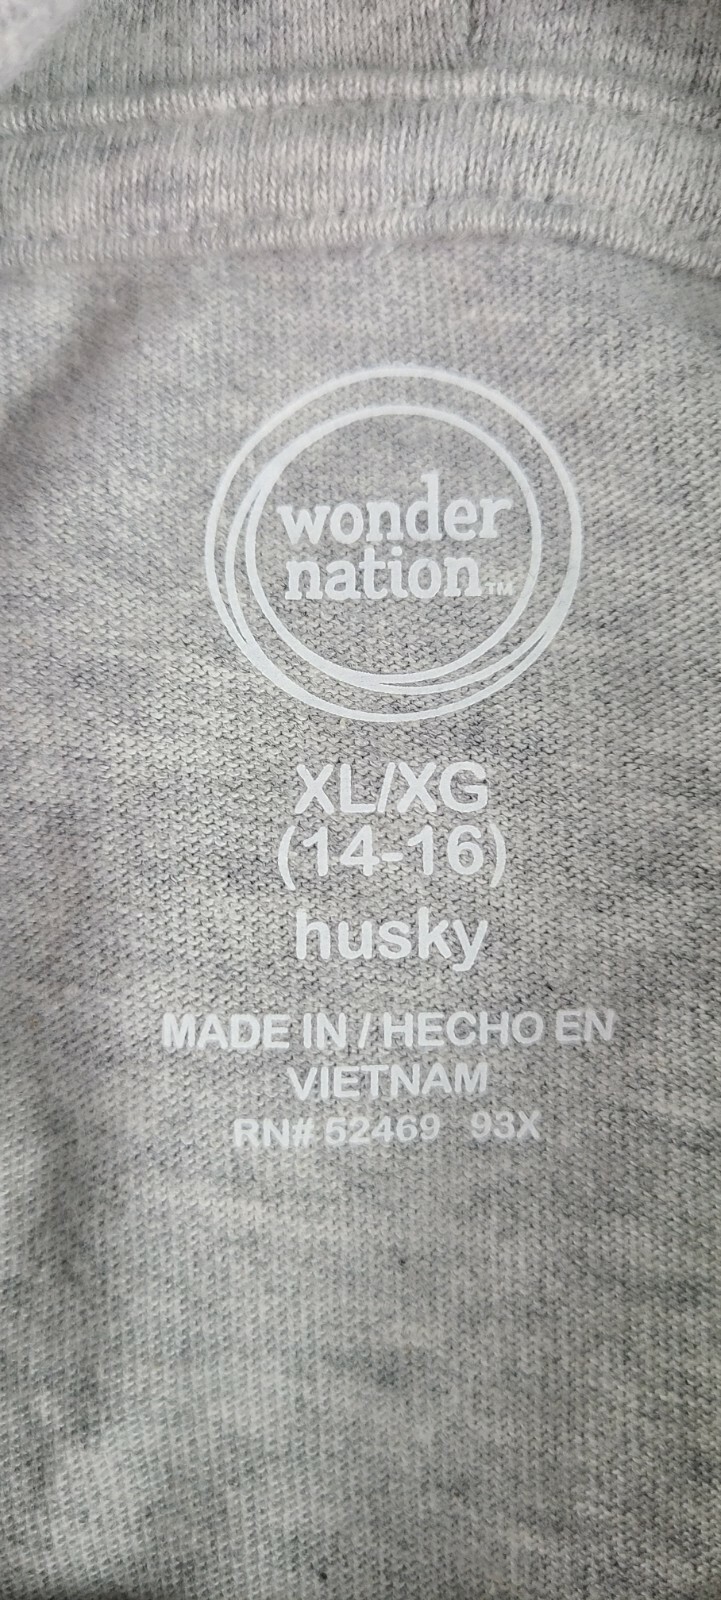 wonder
nation™
XL/XG
(14-16)
husky
MADE IN / HECHO EN
VIETNAM
RN# 52469 93X